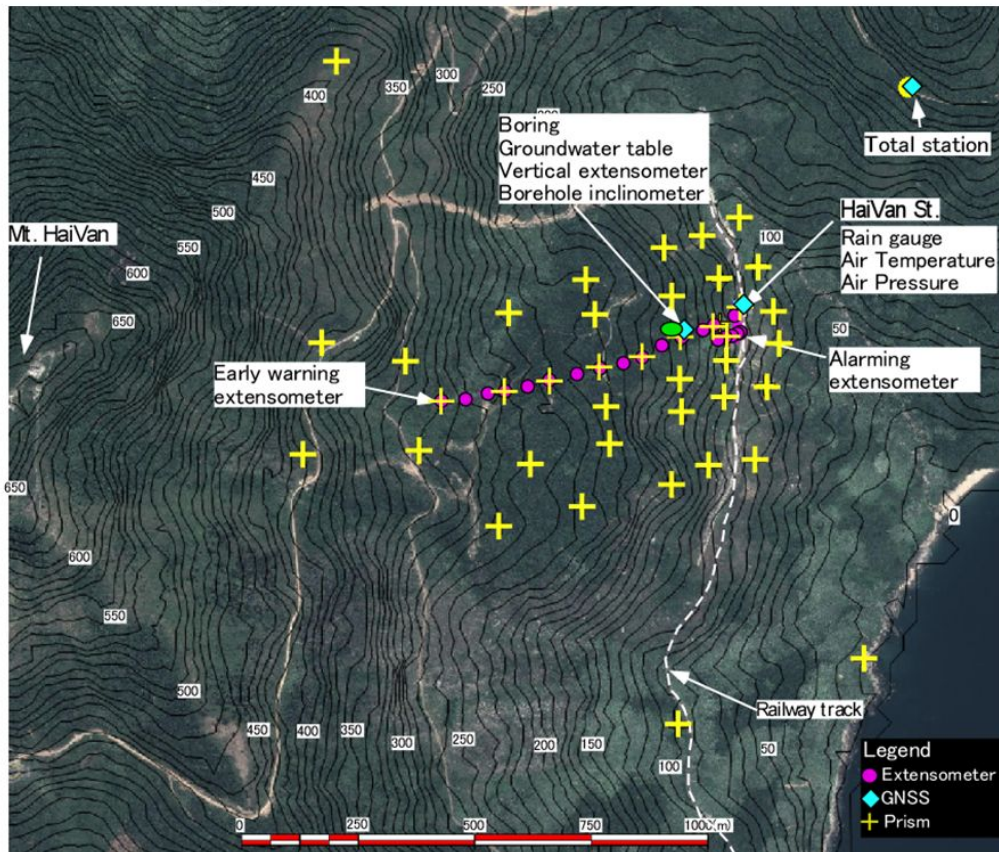 300
350
250
400
Boring
Groundwater table
Vertical extensometer
Borehole inclinometer
Total station
450
500
HaiVan St.
Mt. HaiVan
550
100
Rain gauge
Air Temperature
Air Pressure
600
650
50
Early warning
extensometer
Alarming
extensometer
650
0
600
550
500
Railway track
450
400
350
300
250
200
150
100
50
Legend
Extensometer
GNSS
Prism
0
250
500
750
1000(m)